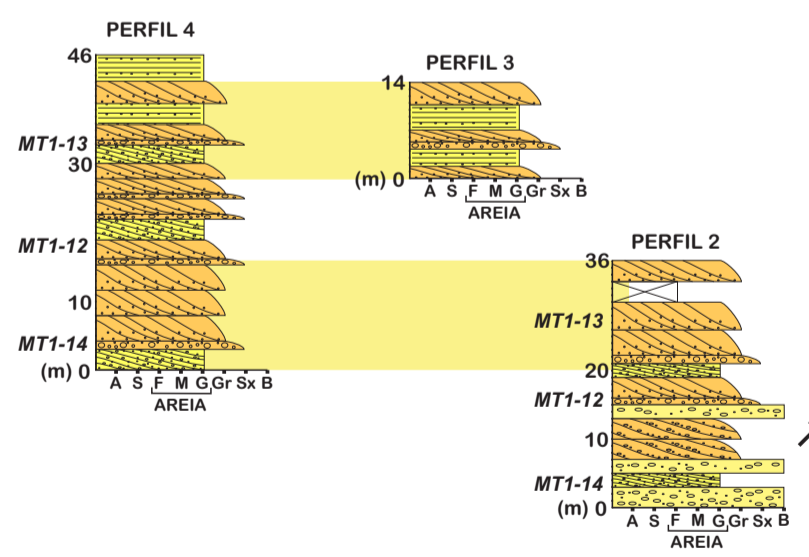 PERFIL 4
46
MT1-13
30
MT1-12
10
MT1-14
(m) 0
A S F M G Gr Sx B
AREIA
PERFIL 3
14
(m) 0
A S F M G Gr Sx B
AREIA
PERFIL 2
36
MT1-13
20
MT1-12
10
MT1-14
(m) 0
A S F M G Gr Sx B
AREIA